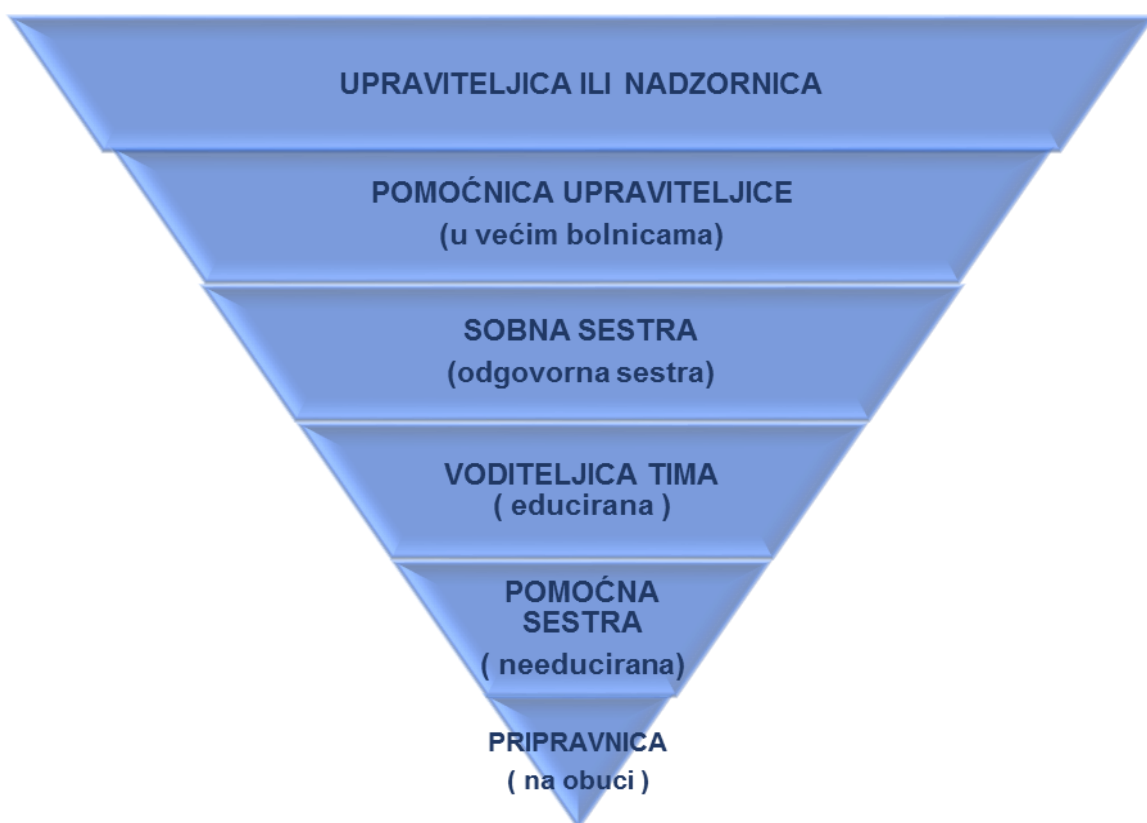 UPRAVITELJICA ILI NADZORNICA
POMOĆNICA UPRAVITELJICE
(u većim bolnicama)
SOBNA SESTRA
(odgovorna sestra)
VODITELJICA TIMA
( educirana )
POMOĆNA
SESTRA
( needucirana)
PRIPRAVNICA
( na obuci )